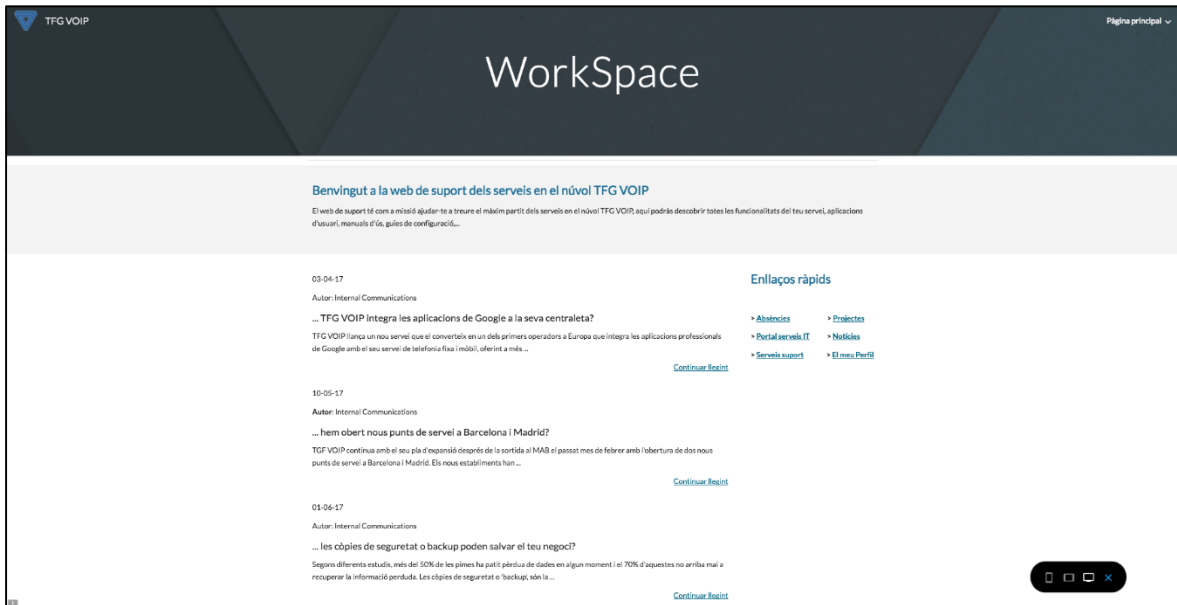 TFG VOIP
Pàgina principal
WorkSpace
Benvingut a la web de suport dels serveis en el núvol TFG VOIP
El web de suport té com a missió ajudar-te a treure el màxim partit dels serveis en el núvol TFG VOIP, aquí podràs descobrir totes les funcionalitats del teu servei, aplicacions
d'usuari, manuals d'ús, guies de configuració,...
03-04-17
Autor: Internal Communications
... TFG VOIP integra les aplicacions de Google a la seva centraleta?
TFG VOIP llança un nou servei que el converteix en un dels primers operadors a Europa que integra les aplicacions professionals
de Google amb el seu servei de telefonia fixa i mòbil, oferint a més ...
Continuar llegint
10-05-17
Autor: Internal Communications
... hem obert nous punts de servei a Barcelona i Madrid?
TGF VOIP continua amb el seu pla d'expansió després de la sortida al MAB el passat mes de febrer amb l'obertura de dos nous
punts de servei a Barcelona i Madrid. Els nous establiments han ...
Continuar llegint
01-06-17
Autor: Internal Communications
... les còpies de seguretat o backup poden salvar el teu negoci?
Segons diferents estudis, més del 50% de les pimes ha patit pèrdua de dades en algun moment i el 70% d'aquestes no arriba mai a
recuperar la informació perduda. Les còpies de seguretat o 'backup', són la ...
Continuar llegint
Enllaços ràpids
> Absències > Projectes
> Portal serveis IT > Notícies
> Serveis suport > El meu Perfil